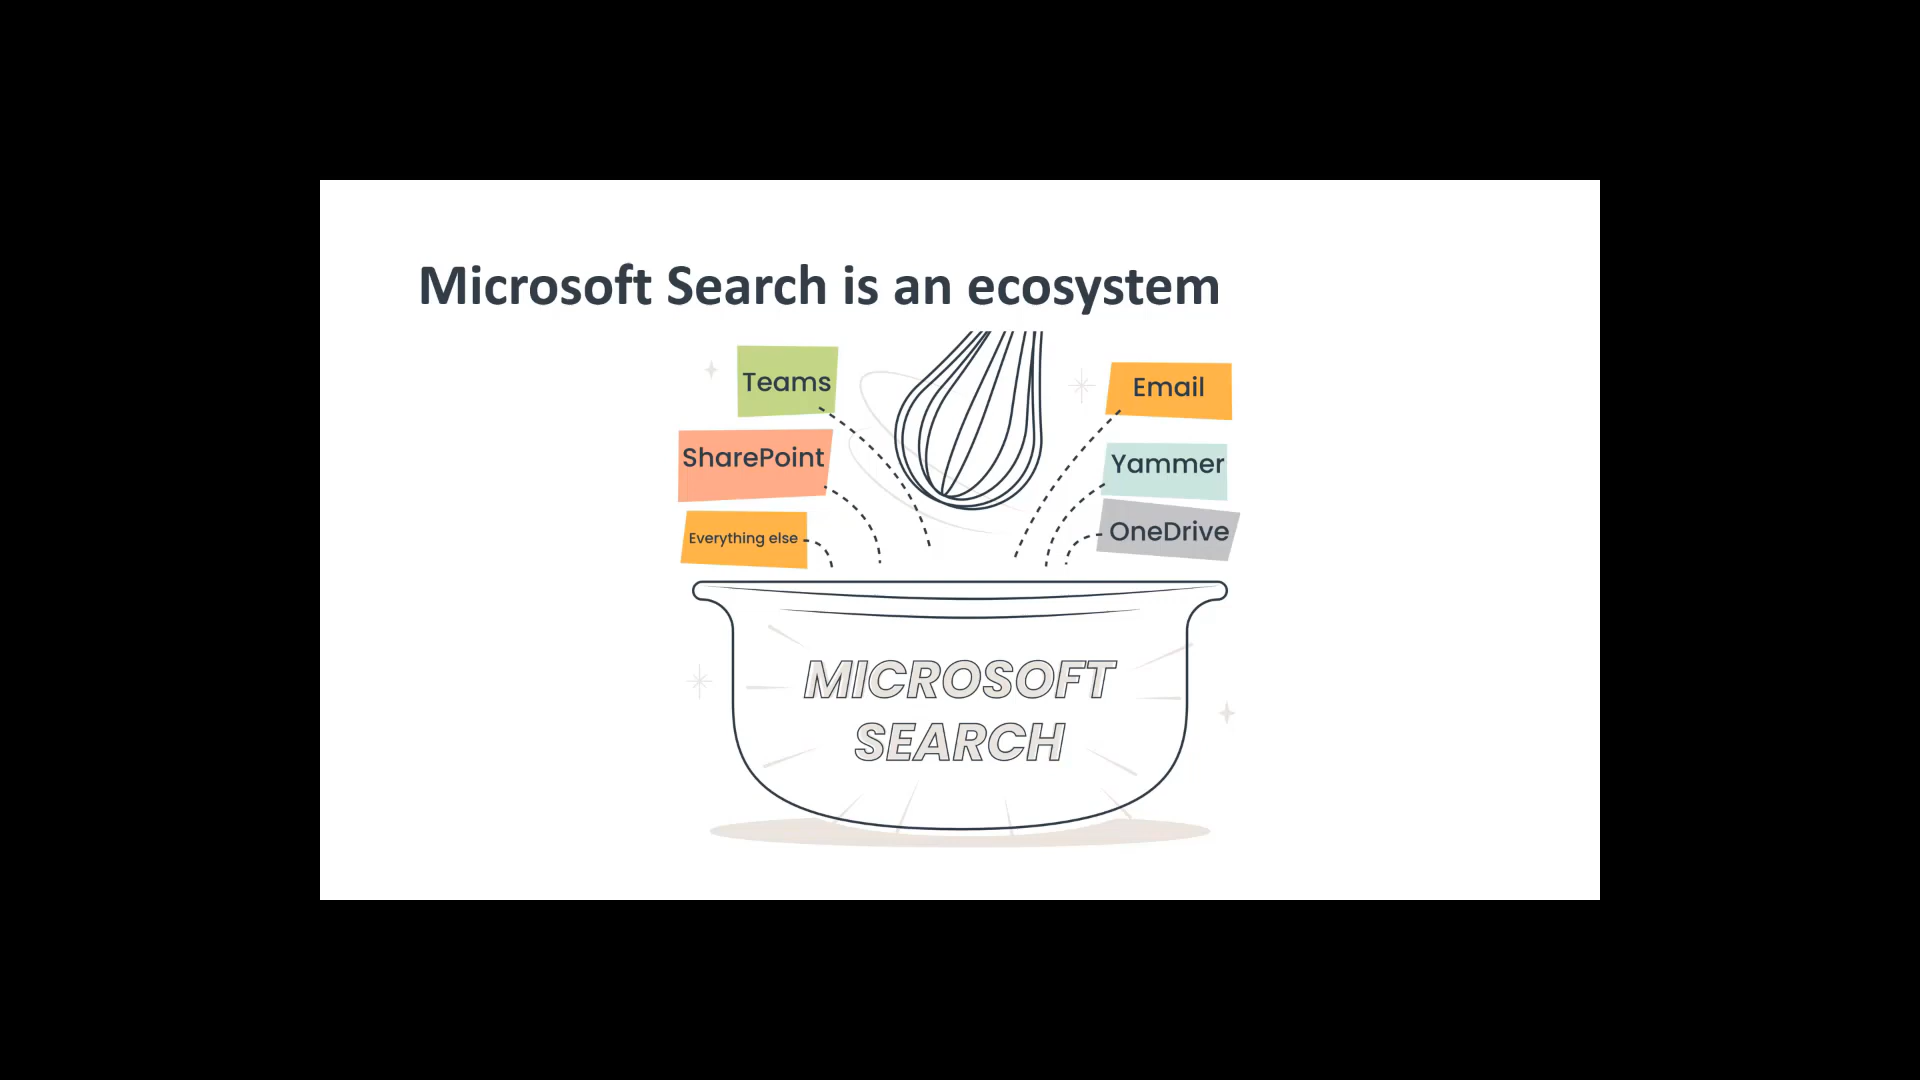 Microsoft Search is an ecosystem
Teams
SharePoint
Everything else
Email
Yammer
OneDrive
MICROSOFT
SEARCH